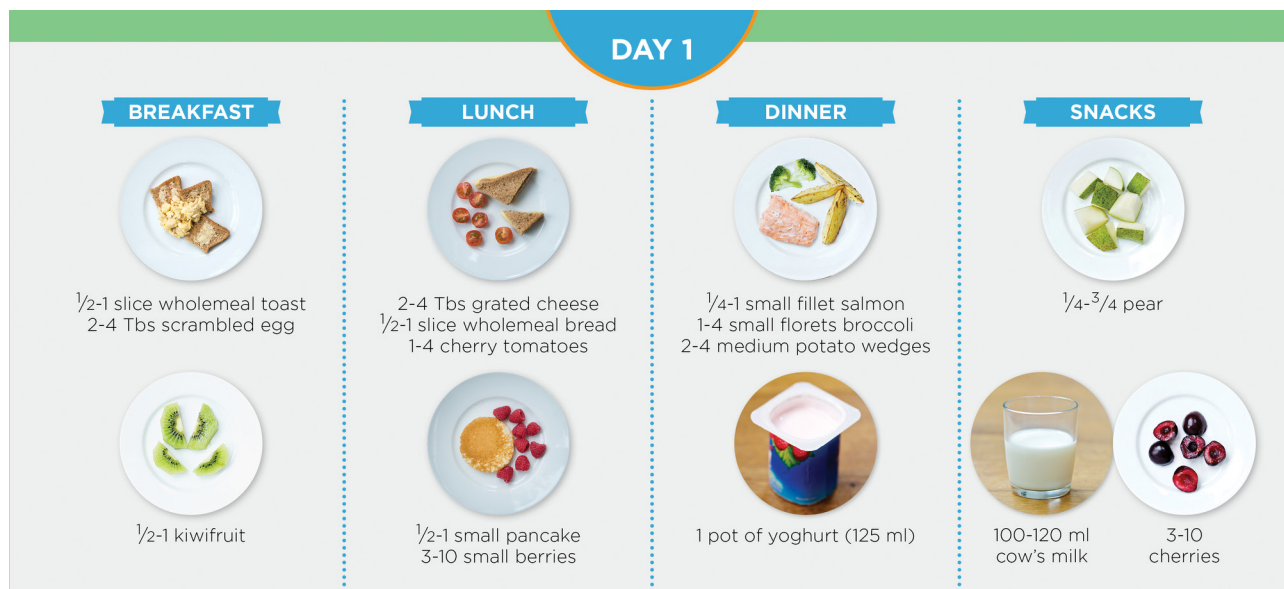 DAY 1
BREAKFAST
½-1 slice wholemeal toast
2-4 Tbs scrambled egg
½-1 kiwifruit
LUNCH
2-4 Tbs grated cheese
½-1 slice wholemeal bread
1-4 cherry tomatoes
½-1 small pancake
3-10 small berries
DINNER
¼-1 small fillet salmon
1-4 small florets broccoli
2-4 medium potato wedges
1 pot of yoghurt (125 ml)
SNACKS
¼-¾ pear
100-120 ml
cow's milk
3-10
cherries